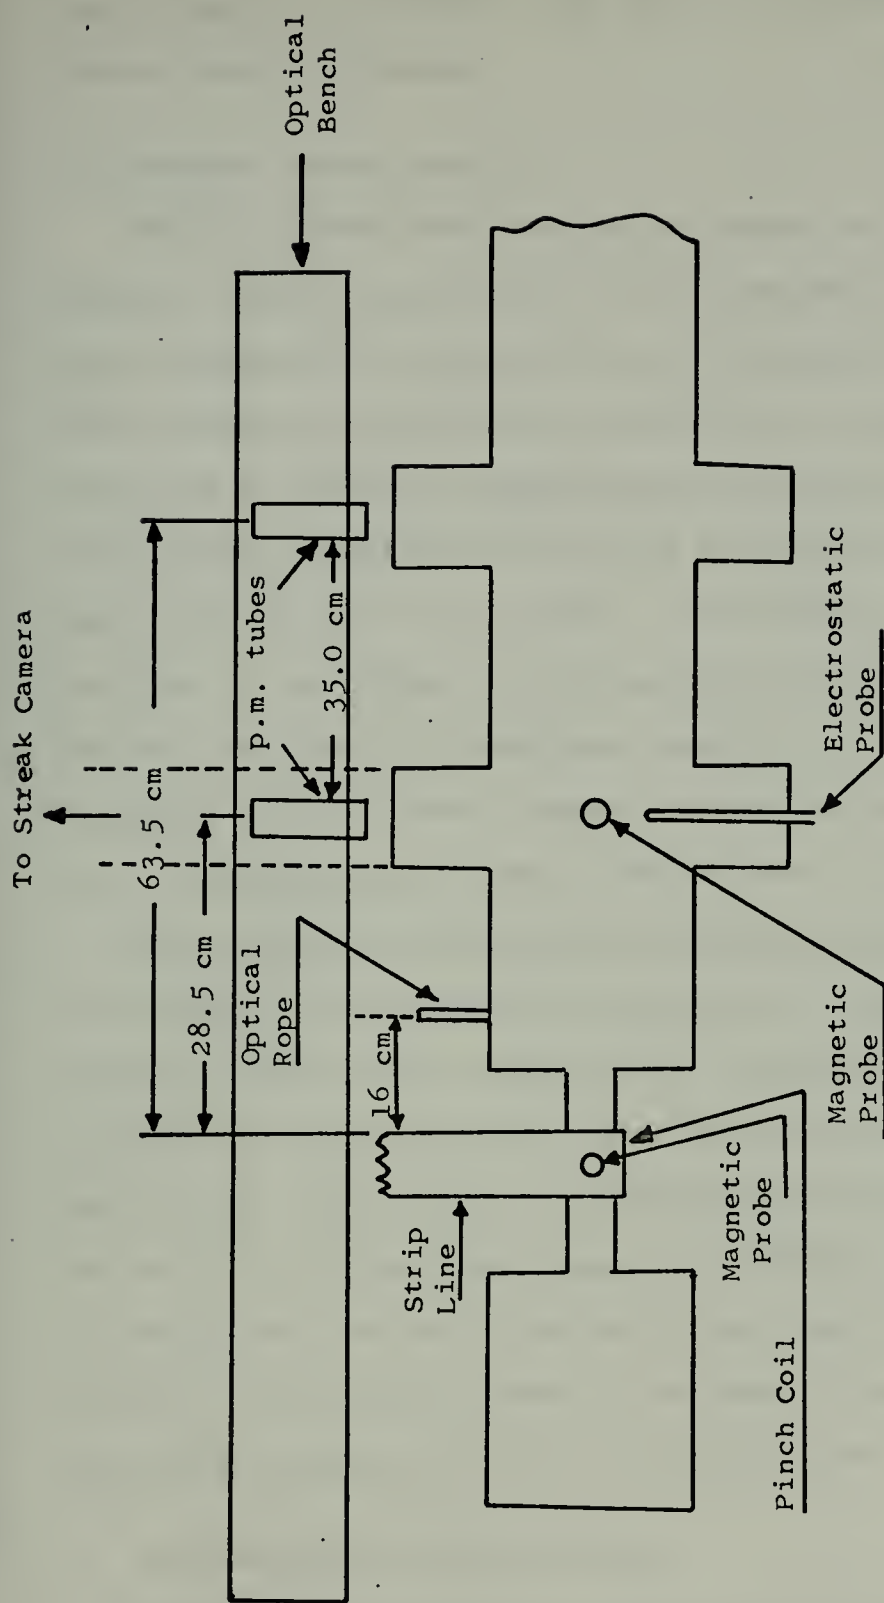 To Streak Camera
63.5 cm
28.5 cm
p.m. tubes
35.0 cm
Optical
Bench
Optical
Rope
16 cm
Strip
Line
Magnetic
Probe
Pinch Coil
Magnetic
Probe
Electrostatic
Probe